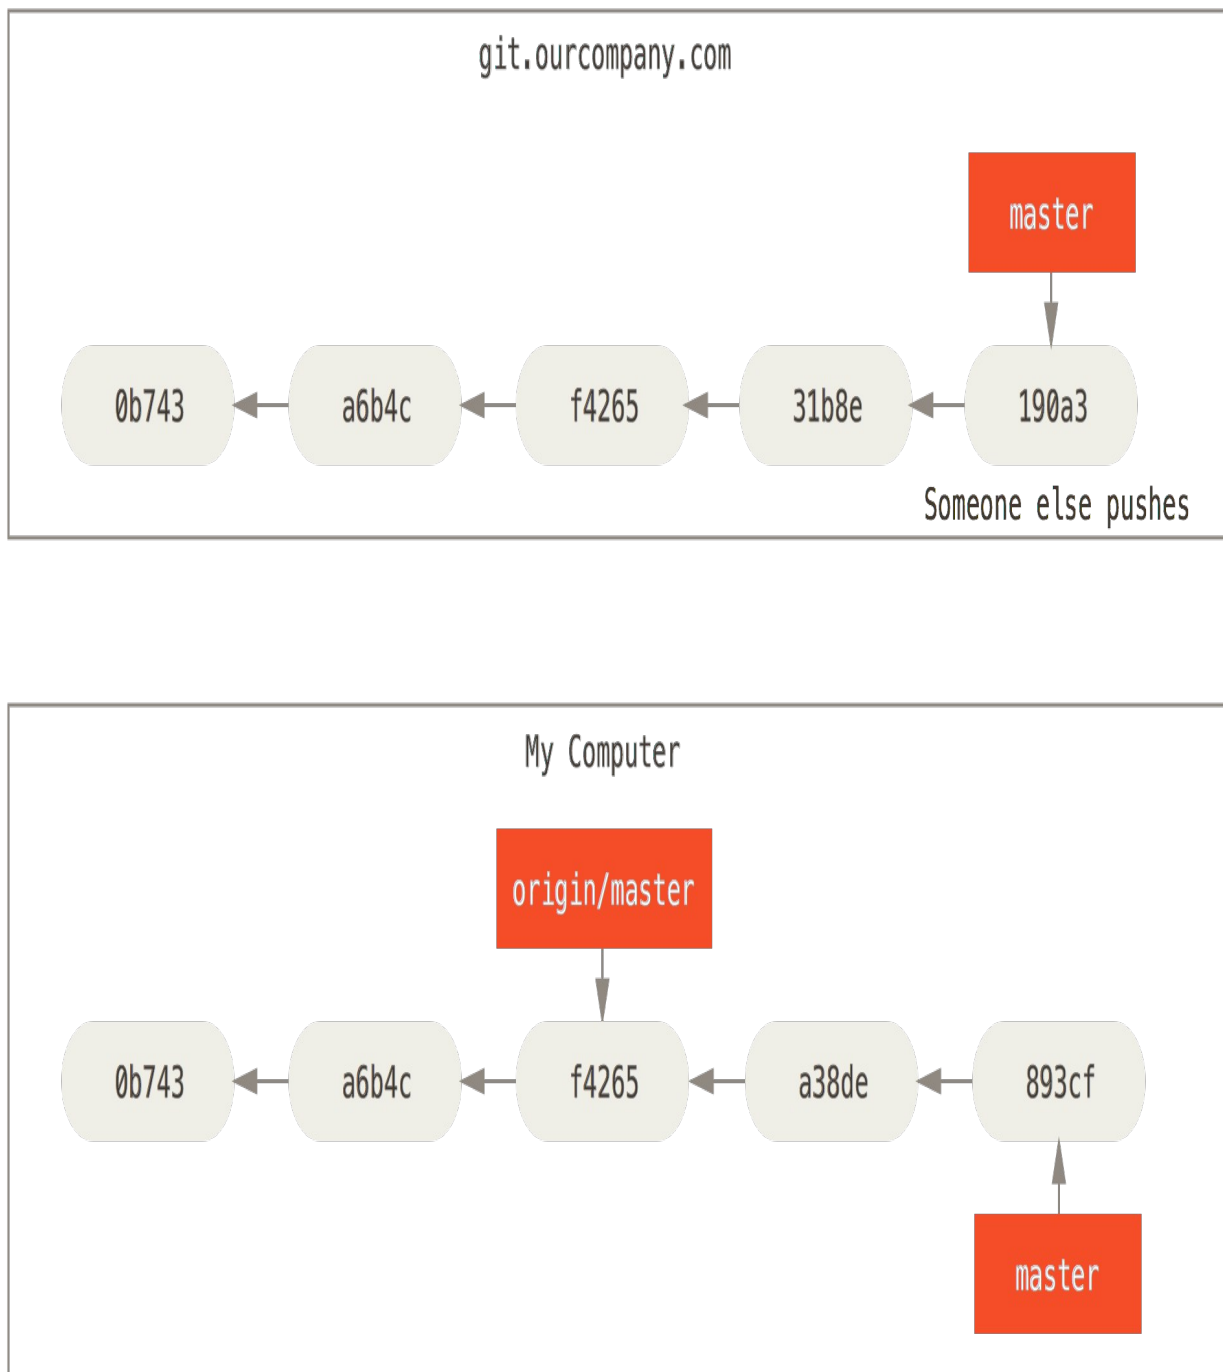 git.ourcompany.com
master
0b743 a6b4c f4265 31b8e 190a3
Someone else pushes
My Computer
origin/master
0b743 a6b4c f4265 a38de 893cf
master